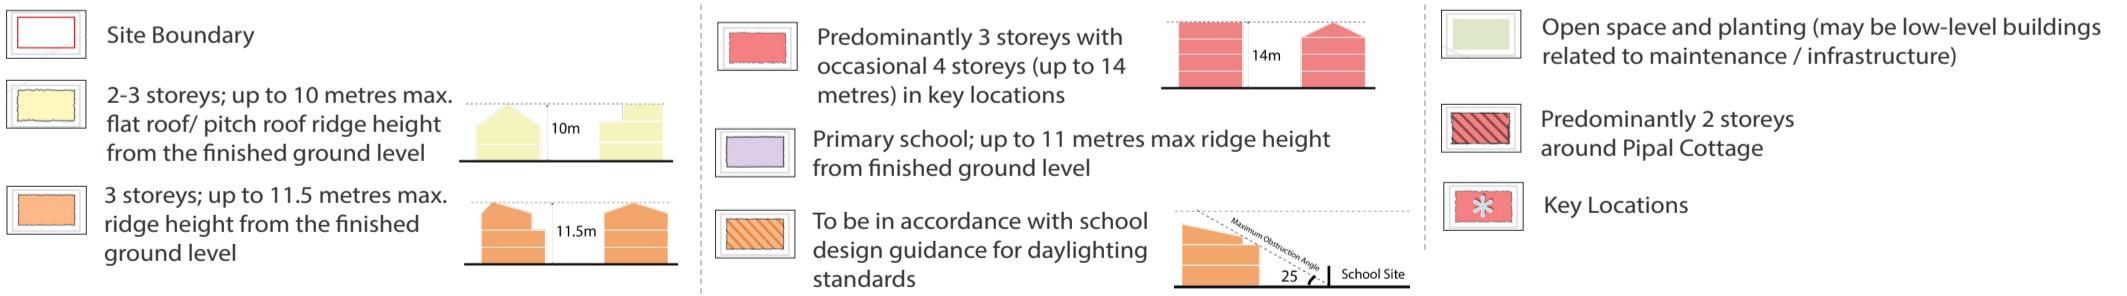 Site Boundary
2-3 storeys; up to 10 metres max.
flat roof/ pitch roof ridge height
from the finished ground level
10m
3 storeys; up to 11.5 metres max.
ridge height from the finished
ground level
11.5m
Predominantly 3 storeys with
occasional 4 storeys (up to 14
metres) in key locations
14m
Primary school; up to 11 metres max ridge height
from finished ground level
To be in accordance with school
design guidance for daylighting
standards
Maximum Obstruction Angle
25
School Site
Open space and planting (may be low-level buildings
related to maintenance / infrastructure)
Predominantly 2 storeys
around Pipal Cottage
Key Locations